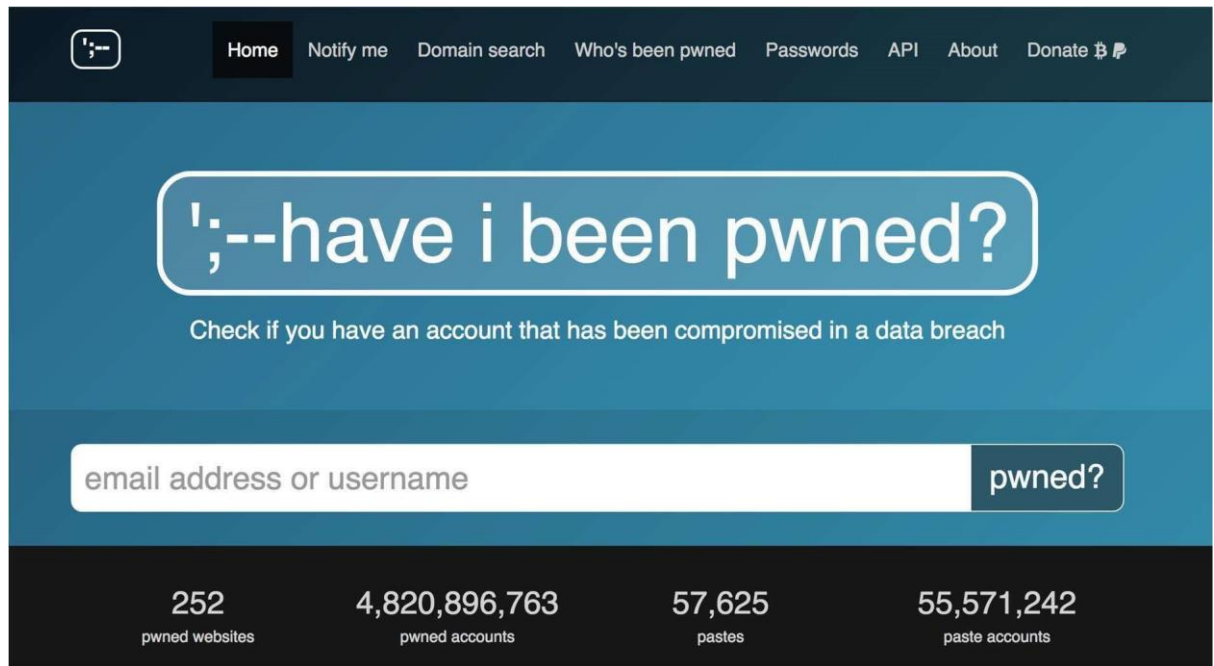 ';--
Home Notify me Domain search Who's been pwned Passwords API About Donate ₿
';--have i been pwned?
Check if you have an account that has been compromised in a data breach
email address or username pwned?
252 4,820,896,763 57,625 55,571,242
pwned websites pwned accounts pastes paste accounts